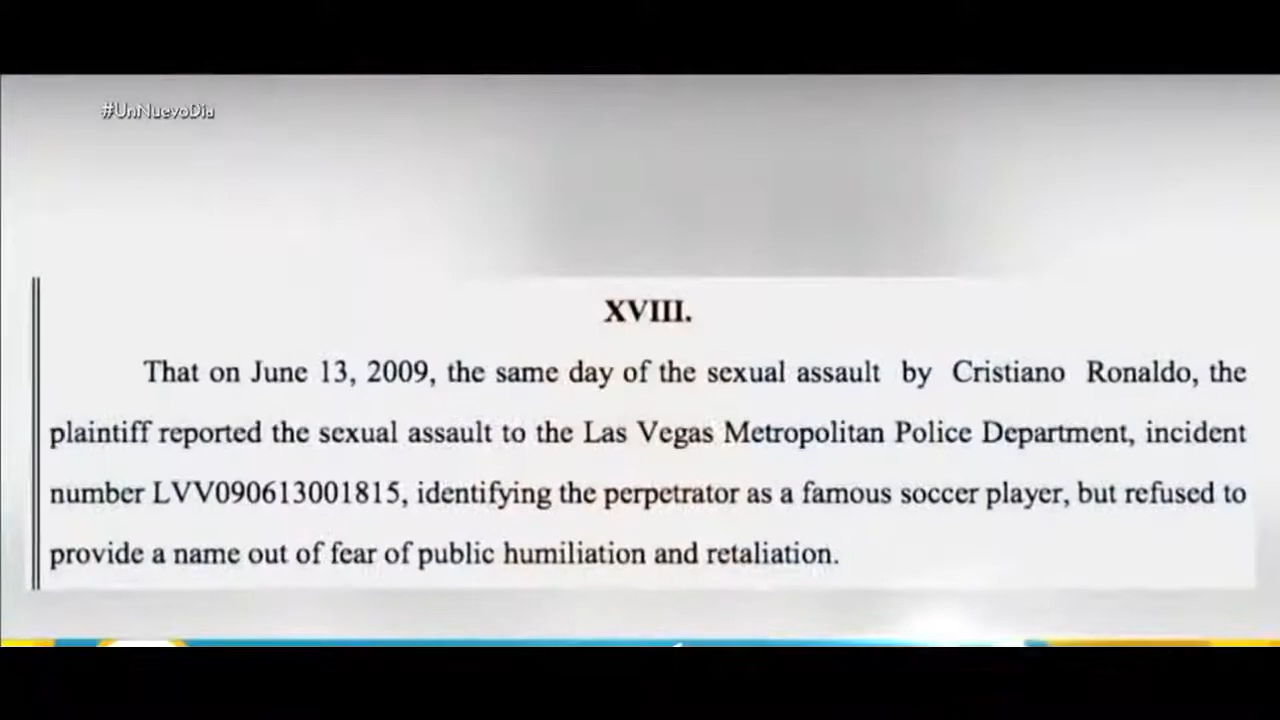 #UnNuevoDia
XVIII.
That on June 13, 2009, the same day of the sexual assault by Cristiano Ronaldo, the
plaintiff reported the sexual assault to the Las Vegas Metropolitan Police Department, incident
number LVV090613001815, identifying the perpetrator as a famous soccer player, but refused to
provide a name out of fear of public humiliation and retaliation.